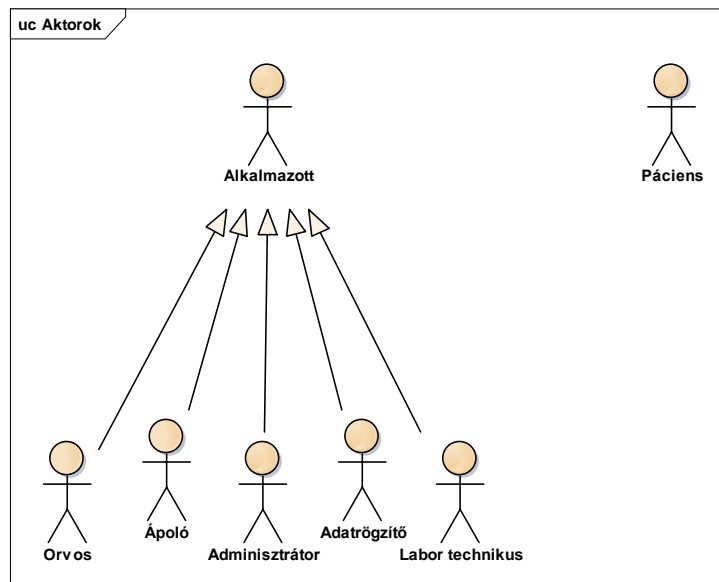 uc Aktorok
Alkalmazott
Páciens
Orvos
Ápoló
Adminisztrátor
Adatrögzítő
Labor technikus